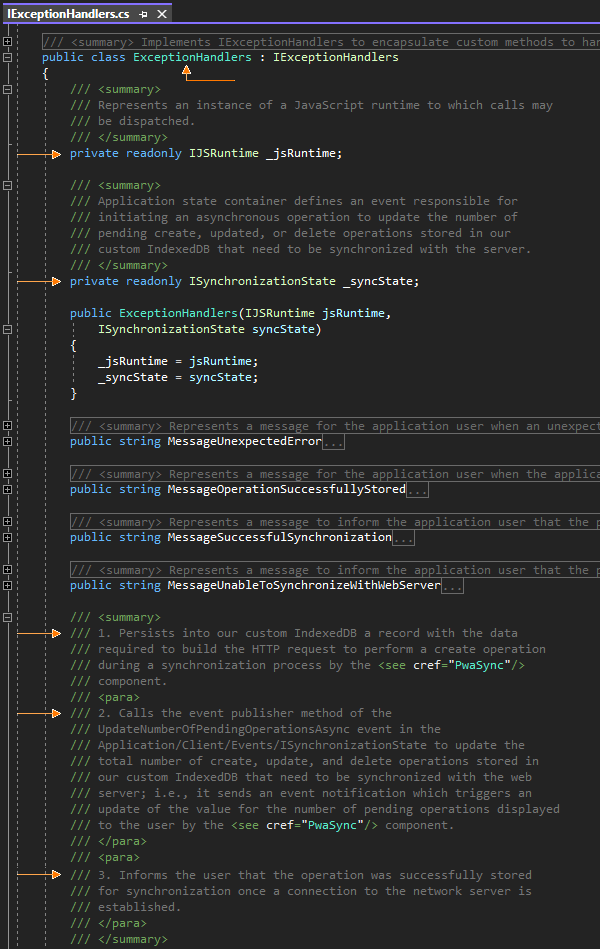 IExceptionHandlers.cs
/// <summary> Implements IExceptionHandlers to encapsulate custom methods to han
public class ExceptionHandlers : IExceptionHandlers
{
/// <summary>
/// Represents an instance of a JavaScript runtime to which calls may
/// be dispatched.
/// </summary>
private readonly IJSRuntime _jsRuntime;
/// <summary>
/// Application state container defines an event responsible for
/// initiating an asynchronous operation to update the number of
/// pending create, updated, or delete operations stored in our
/// custom IndexedDB that need to be synchronized with the server.
/// </summary>
private readonly ISynchronizationState _syncState;
public ExceptionHandlers(IJSRuntime jsRuntime,
ISynchronizationState syncState)
{
_jsRuntime = jsRuntime;
_syncState = syncState;
}
/// <summary> Represents a message for the application user when an unexpect
public string MessageUnexpectedError...
/// <summary> Represents a message for the application user when the applica
public string MessageOperationSuccessfullyStored...
/// <summary> Represents a message to inform the application user that the p
public string MessageSuccessfulSynchronization...
/// <summary> Represents a message to inform the application user that the p
public string MessageUnableToSynchronizeWithWebServer...
/// <summary>
/// 1. Persists into our custom IndexedDB a record with the data
/// required to build the HTTP request to perform a create operation
/// during a synchronization process by the <see cref="PwaSync"/>
/// component.
/// <para>
/// 2. Calls the event publisher method of the
/// UpdateNumberOfPendingOperationsAsync event in the
/// Application/Client/Events/ISynchronizationState to update the
/// total number of create, update, and delete operations stored in
/// our custom IndexedDB that need to be synchronized with the web
/// server; i.e., it sends an event notification which triggers an
/// update of the value for the number of pending operations displayed
/// to the user by the <see cref="PwaSync"/> component.
/// </para>
/// <para>
/// 3. Informs the user that the operation was successfully stored
/// for synchronization once a connection to the network server is
/// established.
/// </para>
/// </summary>